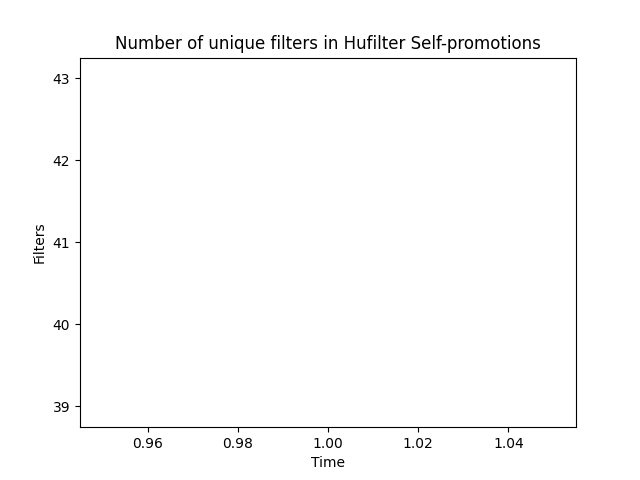 Number of unique filters in Hufilter Self-promotions
43
42
41
40
39
Filters
0.96 0.98 1.00 1.02 1.04
Time